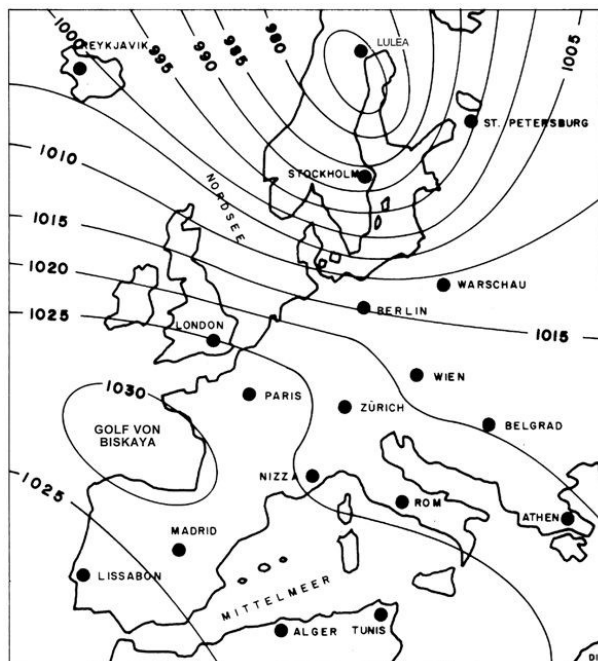 1000
995
990
985
980
LULEA
1005
REYKJAVIK
ST. PETERSBURG
1010
STOCKHOLM
NORDSEE
1015
1020
WARSCHAU
1025
BERLIN
LONDON
1015
WIEN
1030
PARIS
ZÜRICH
GOLF VON
BISKAYA
BELGRAD
1025
NIZZA
ROM
ATHEN
MADRID
LISSABON
MITTELMEER
ALGER
TUNIS